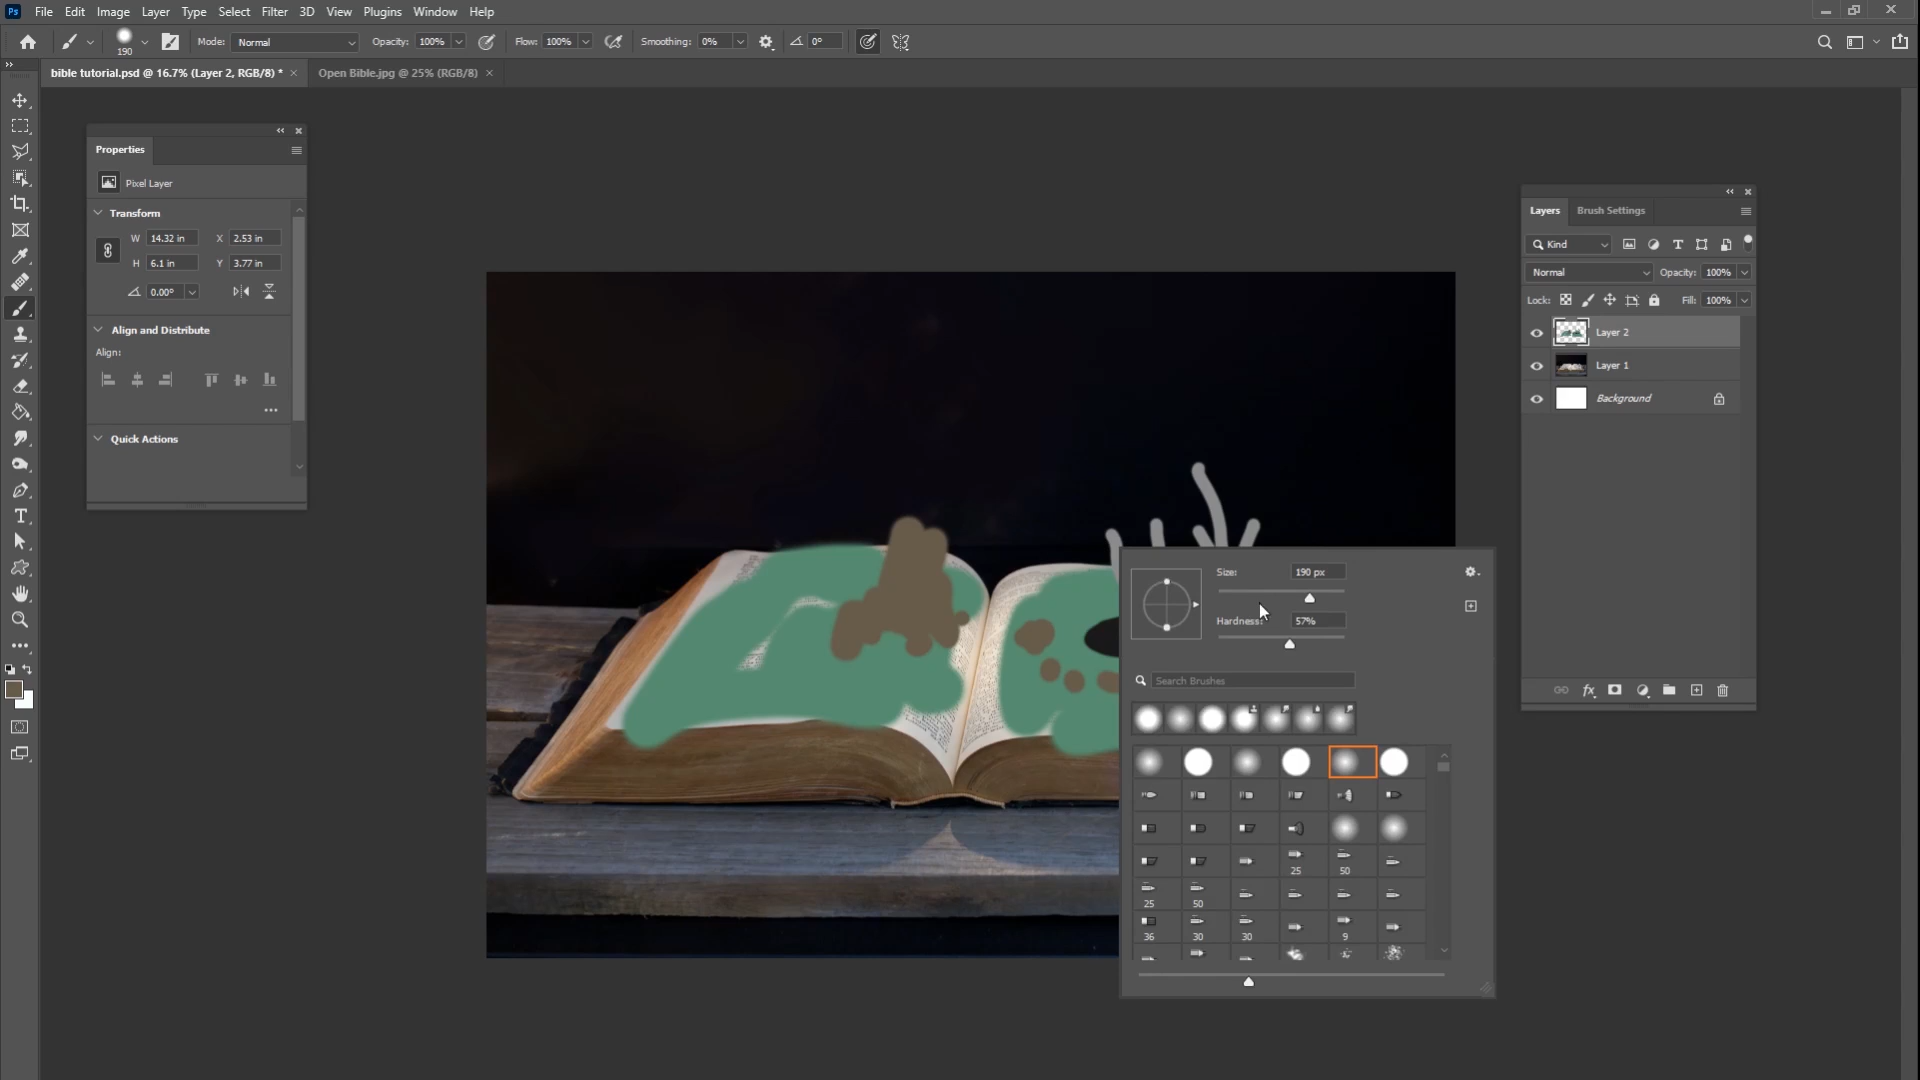 Ps File Edit Image Layer Type Select Filter 3D View Plugins Window Help
190 Mode: Normal Opacity: 100% Flow: 100% Smoothing: 0% 0°
bible tutorial.psd @ 16.7% (Layer 2, RGB/8) * × Open Bible.jpg @ 25% (RGB/8) ×
Properties
Pixel Layer
Transform
W 14.32 in X 2.53 in
H 6.1 in Y 3.77 in
0.00°
Align and Distribute
Align:
Quick Actions
Layers Brush Settings
Kind
Normal Opacity: 100%
Lock: Fill: 100%
Layer 2
Layer 1
Background
Size: 190 px
Hardness: 57%
Search Brushes
25 50
25 50
36 30 30 9